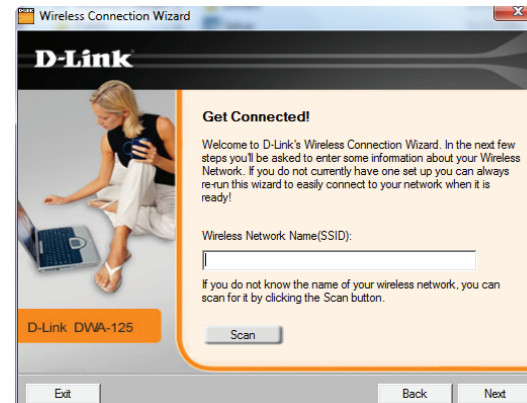 Wireless Connection Wizard
D-Link
Get Connected!
Welcome to D-Link's Wireless Connection Wizard. In the next few
steps you'll be asked to enter some information about your Wireless
Network. If you do not currently have one set up you can always
re-run this wizard to easily connect to your network when it is
ready!
Wireless Network Name(SSID):
If you do not know the name of your wireless network, you can
scan for it by clicking the Scan button.
D-Link DWA-125
Scan
Exit
Back
Next